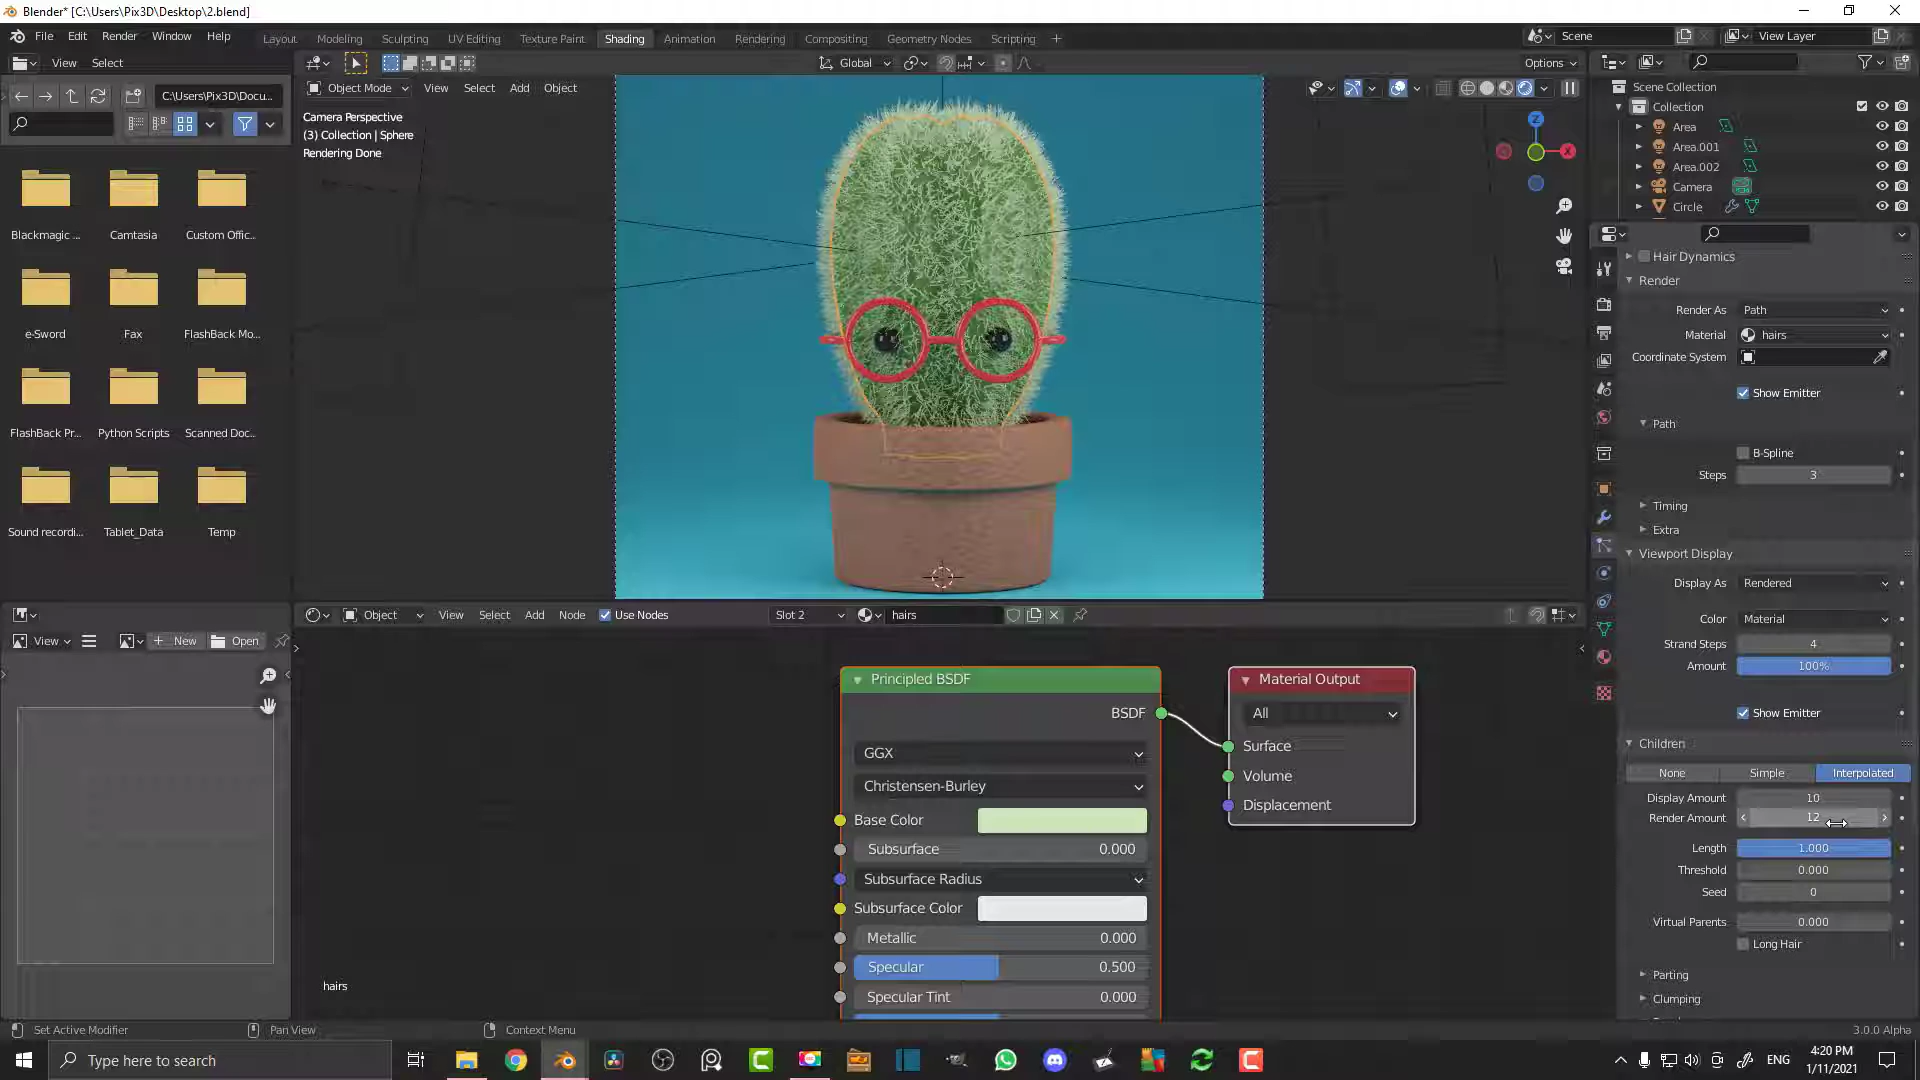 Blender* [C:\Users\Pix3D\Desktop\2.blend]
File Edit Render Window Help
Layout Modeling Sculpting UV Editing Texture Paint Shading Animation Rendering Compositing Geometry Nodes Scripting +
Scene
View Layer
View Select
Global
Options
C:\Users\Pix3D\Docu...
Object Mode View Select Add Object
Camera Perspective
(3) Collection | Sphere
Rendering Done
Z
X
Scene Collection
Collection
Area
Area.001
Area.002
Camera
Circle
Blackmagic ...
Camtasia
Custom Offic...
e-Sword
Fax
FlashBack Mo...
FlashBack Pr...
Python Scripts
Scanned Doc...
Sound recordi...
Tablet_Data
Temp
Hair Dynamics
Render
Render As Path
Material hairs
Coordinate System
Show Emitter
Path
B-Spline
Steps 3
Timing
Extra
Viewport Display
Display As Rendered
Color Material
Strand Steps 4
Amount 100%
Show Emitter
Children
None Simple Interpolated
Display Amount 10
Render Amount 12
Length 1.000
Threshold 0.000
Seed 0
Virtual Parents 0.000
Long Hair
Parting
Clumping
View New Open
Object View Select Add Node Use Nodes Slot 2 hairs
Principled BSDF
BSDF
GGX
Christensen-Burley
Base Color
Subsurface 0.000
Subsurface Radius
Subsurface Color
Metallic 0.000
Specular 0.500
Specular Tint 0.000
Material Output
All
Surface
Volume
Displacement
hairs
Set Active Modifier
Pan View
Context Menu
3.0.0 Alpha
Type here to search
ENG
4:20 PM
1/11/2021